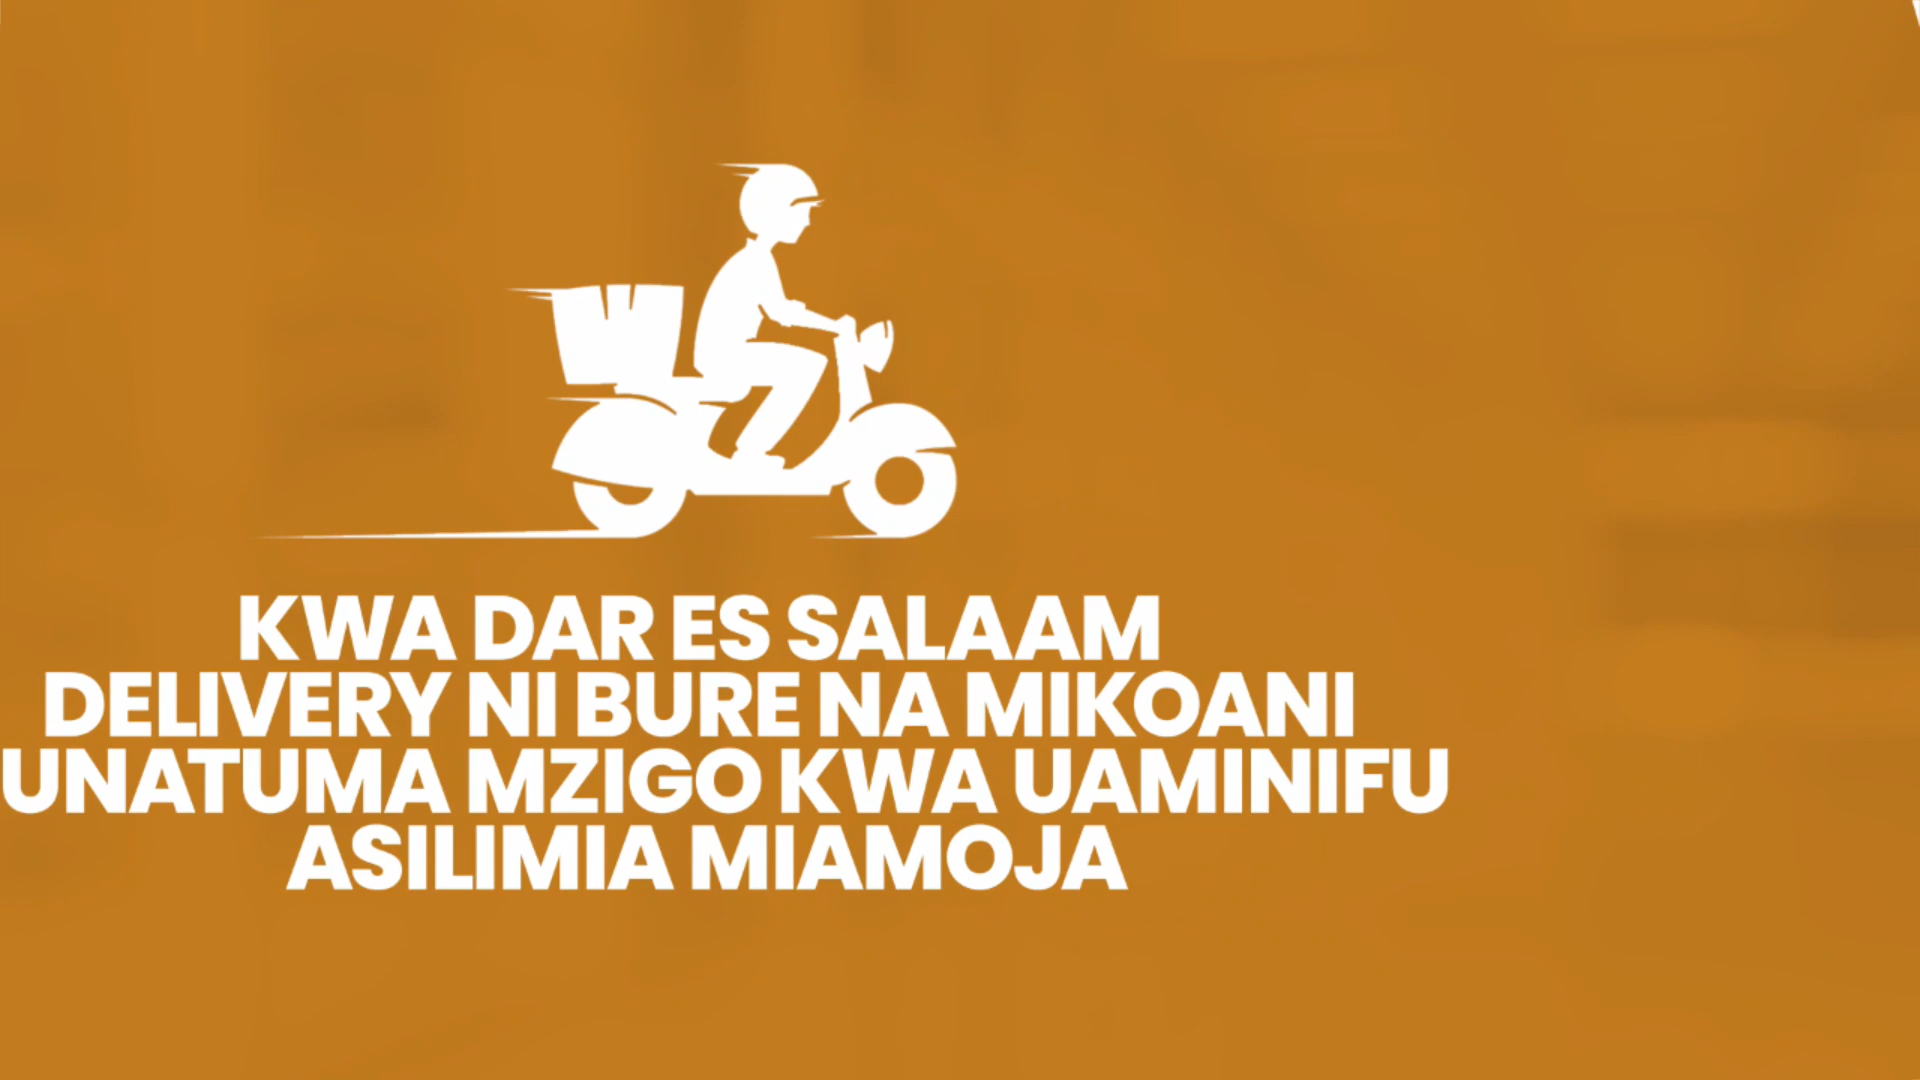 KWA DAR ES SALAAM
DELIVERY NI BURE NA MIKOANI
UNATUMA MZIGO KWA UAMINIFU
ASILIMIA MIAMOJA